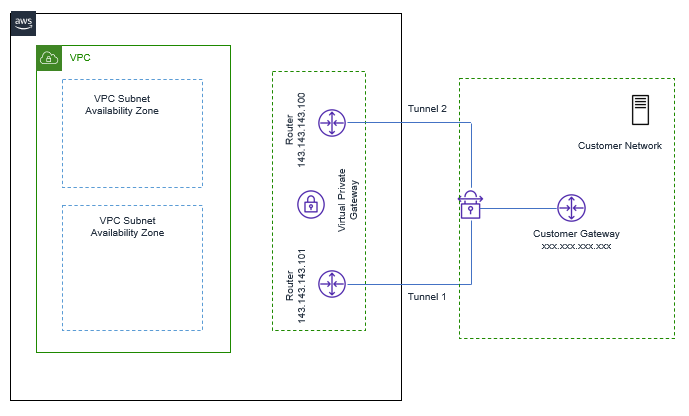 aws
VPC
VPC Subnet
Availability Zone
VPC Subnet
Availability Zone
Router
143.143.143.100
Virtual Private
Gateway
Router
143.143.143.101
Tunnel 2
Tunnel 1
Customer Network
Customer Gateway
xxx.xxx.xxx.xxx